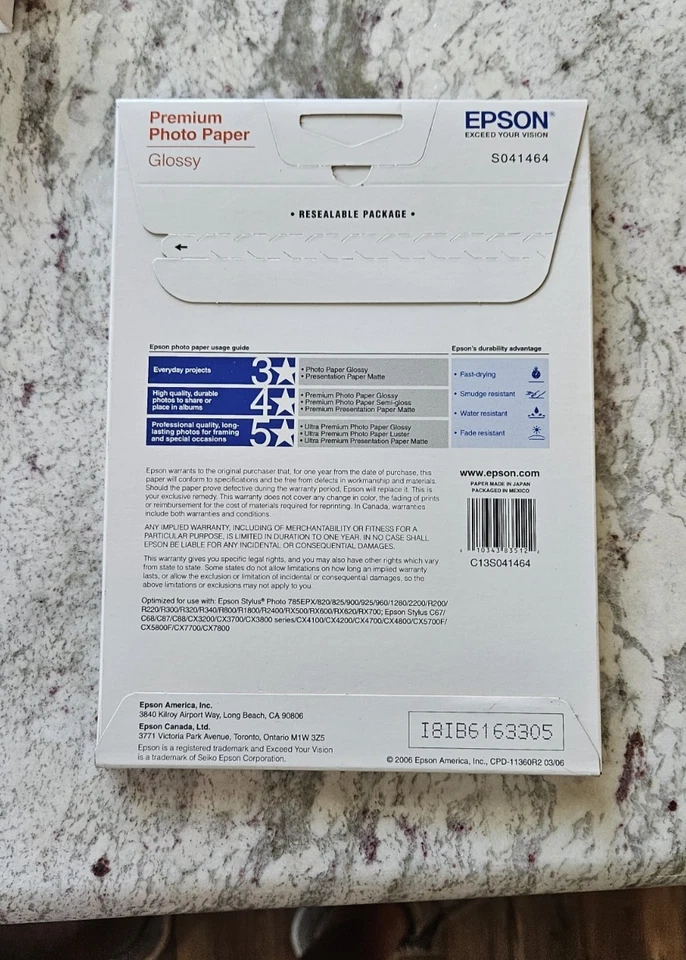 Premium
Photo Paper
Glossy
EPSON®
EXCEED YOUR VISION
S041464
• RESEALABLE PACKAGE •
Epson photo paper usage guide
Everyday projects
3
• Photo Paper Glossy
• Presentation Paper Matte
High quality, durable
photos to share or
place in albums
4
• Premium Photo Paper Glossy
• Premium Photo Paper Semi-gloss
• Premium Presentation Paper Matte
Professional quality, long-
lasting photos for framing
and special occasions
5
• Ultra Premium Photo Paper Glossy
• Ultra Premium Photo Paper Luster
• Ultra Premium Presentation Paper Matte
Epson's durability advantage
• Fast-drying
• Smudge resistant
• Water resistant
• Fade resistant
Epson warrants to the original purchaser that, for one year from the date of purchase, this
paper will conform to specifications and be free from defects in workmanship and materials.
Should the paper prove defective during the warranty period, Epson will replace it. This is
your exclusive remedy. This warranty does not cover any change in color, the fading of prints
or reimbursement for the cost of materials required for reprinting. In Canada, warranties
include both warranties and conditions.
ANY IMPLIED WARRANTY, INCLUDING OF MERCHANTABILITY OR FITNESS FOR A
PARTICULAR PURPOSE, IS LIMITED IN DURATION TO ONE YEAR. IN NO CASE SHALL
EPSON BE LIABLE FOR ANY INCIDENTAL OR CONSEQUENTIAL DAMAGES.
This warranty gives you specific legal rights, and you may also have other rights which vary
from state to state. Some states do not allow limitations on how long an implied warranty
lasts, or allow the exclusion or limitation of incidental or consequential damages, so the
above limitations or exclusions may not apply to you.
Optimized for use with: Epson Stylus® Photo 785EPX/820/825/900/925/960/1280/2200/R200/
R220/R300/R320/R340/R800/R1800/R2400/RX500/RX600/RX620/RX700; Epson Stylus C67/
C68/C87/C88/CX3200/CX3700/CX3800 series/CX4100/CX4200/CX4700/CX4800/CX5700F/
CX5800F/CX7700/CX7800
www.epson.com
PAPER MADE IN JAPAN
PACKAGED IN MEXICO
10343 83512
C13S041464
Epson America, Inc.
3840 Kilroy Airport Way, Long Beach, CA 90806
Epson Canada, Ltd.
3771 Victoria Park Avenue, Toronto, Ontario M1W 3Z5
Epson is a registered trademark and Exceed Your Vision
is a trademark of Seiko Epson Corporation.
I8IB6163305
© 2006 Epson America, Inc., CPD-11360R2 03/06